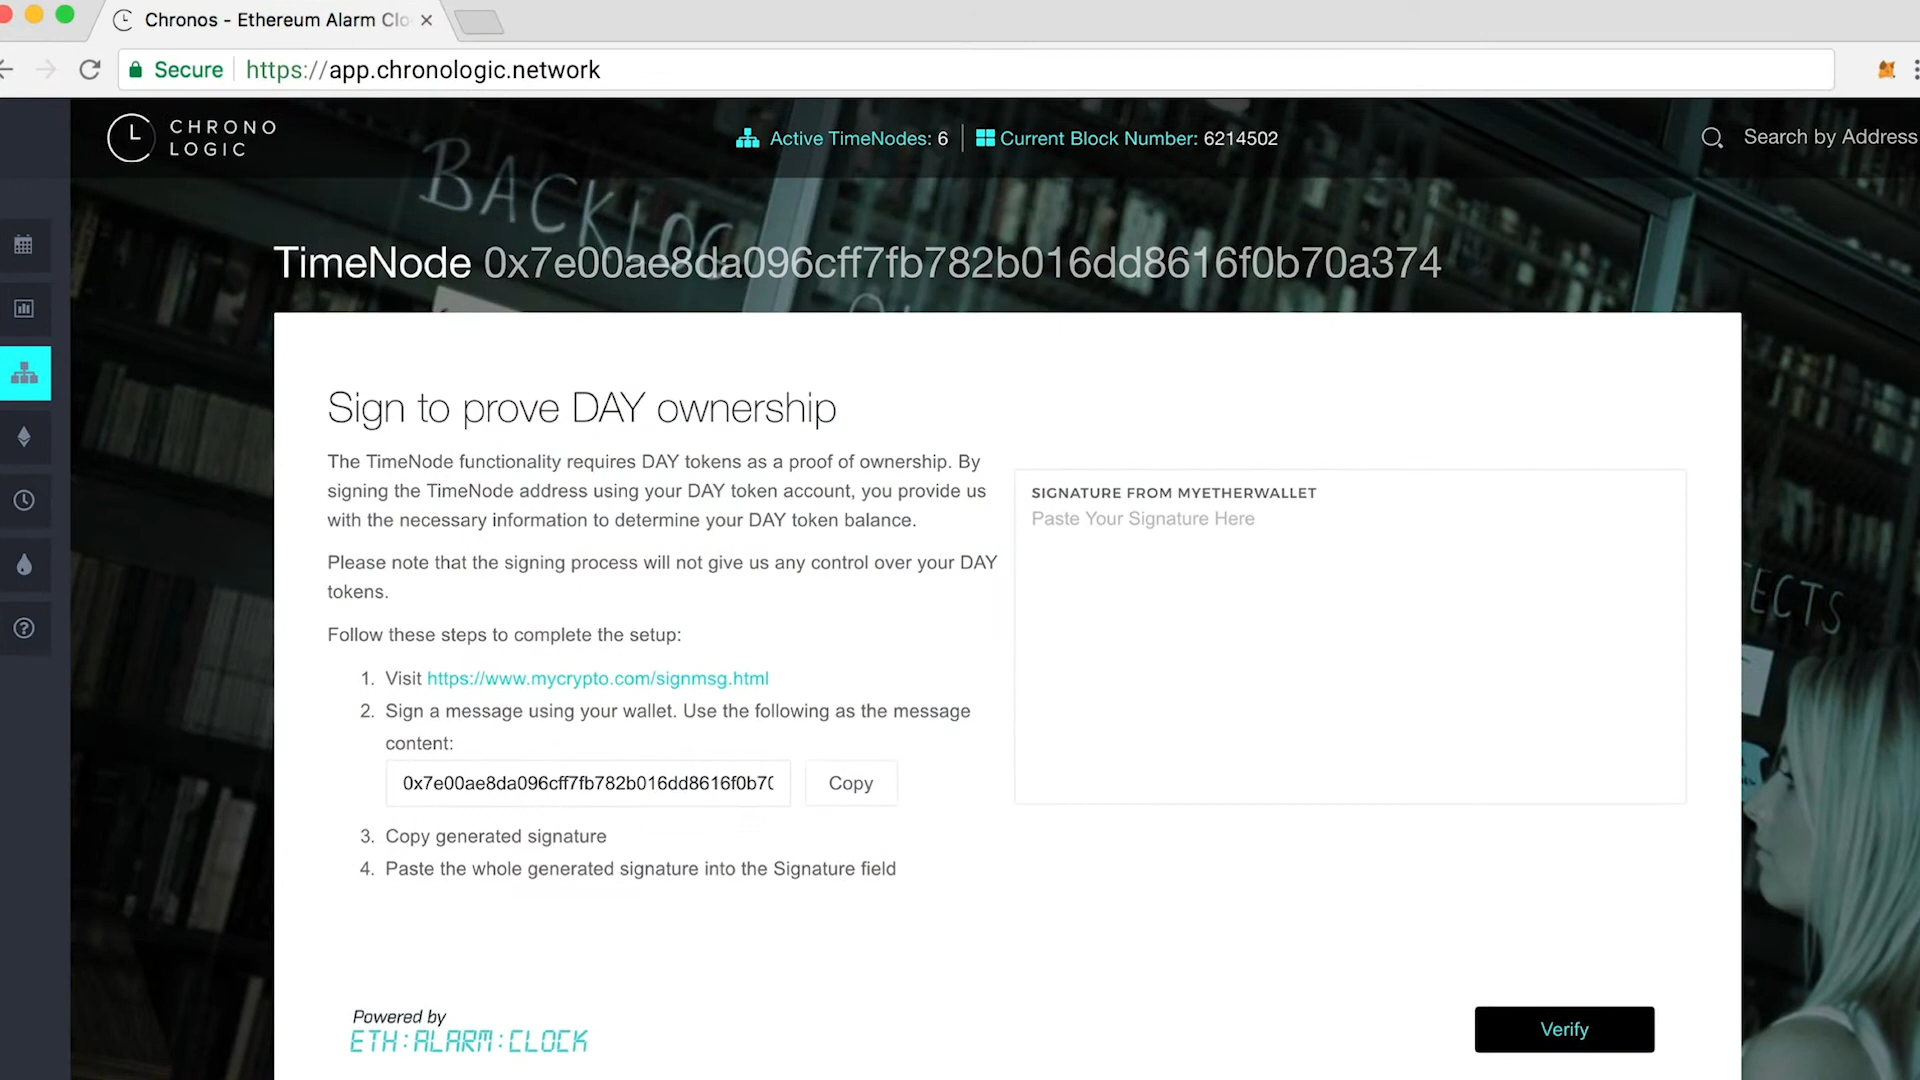 Chronos - Ethereum Alarm Clo
Secure https://app.chronologic.network
CHRONO
LOGIC
Active TimeNodes: 6
Current Block Number: 6214502
Search by Address
BACKLOG
TimeNode 0x7e00ae8da096cff7fb782b016dd8616f0b70a374
Sign to prove DAY ownership
The TimeNode functionality requires DAY tokens as a proof of ownership. By
signing the TimeNode address using your DAY token account, you provide us
with the necessary information to determine your DAY token balance.
Please note that the signing process will not give us any control over your DAY
tokens.
Follow these steps to complete the setup:
1. Visit https://www.mycrypto.com/signmsg.html
2. Sign a message using your wallet. Use the following as the message
content:
0x7e00ae8da096cff7fb782b016dd8616f0b70
Copy
3. Copy generated signature
4. Paste the whole generated signature into the Signature field
SIGNATURE FROM MYETHERWALLET
Paste Your Signature Here
ECTS
Powered by
ETH:ALARM:CLOCK
Verify